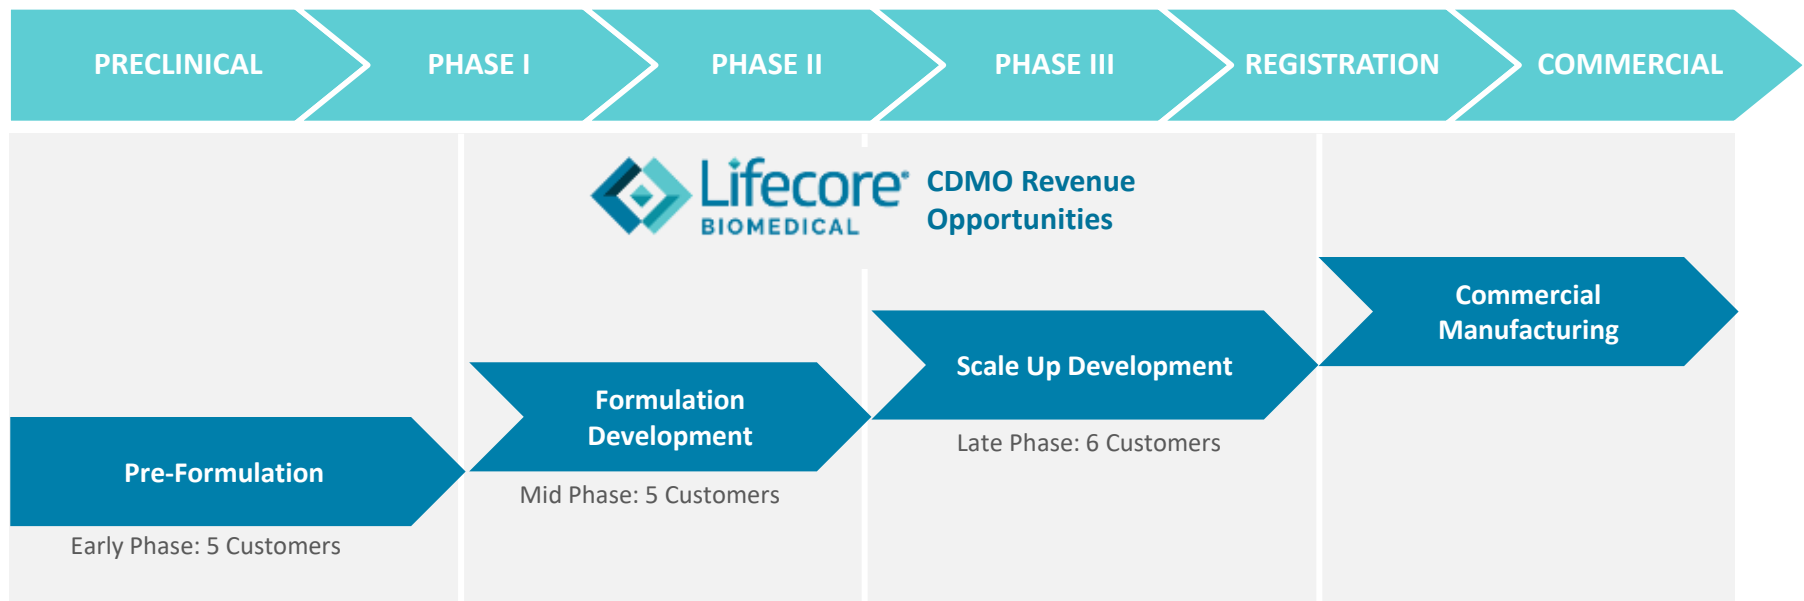 PRECLINICAL
PHASE I
PHASE II
PHASE III
REGISTRATION
COMMERCIAL
Lifecore®
BIOMEDICAL
CDMO Revenue
Opportunities
Commercial
Manufacturing
Scale Up Development
Late Phase: 6 Customers
Formulation
Development
Mid Phase: 5 Customers
Pre-Formulation
Early Phase: 5 Customers